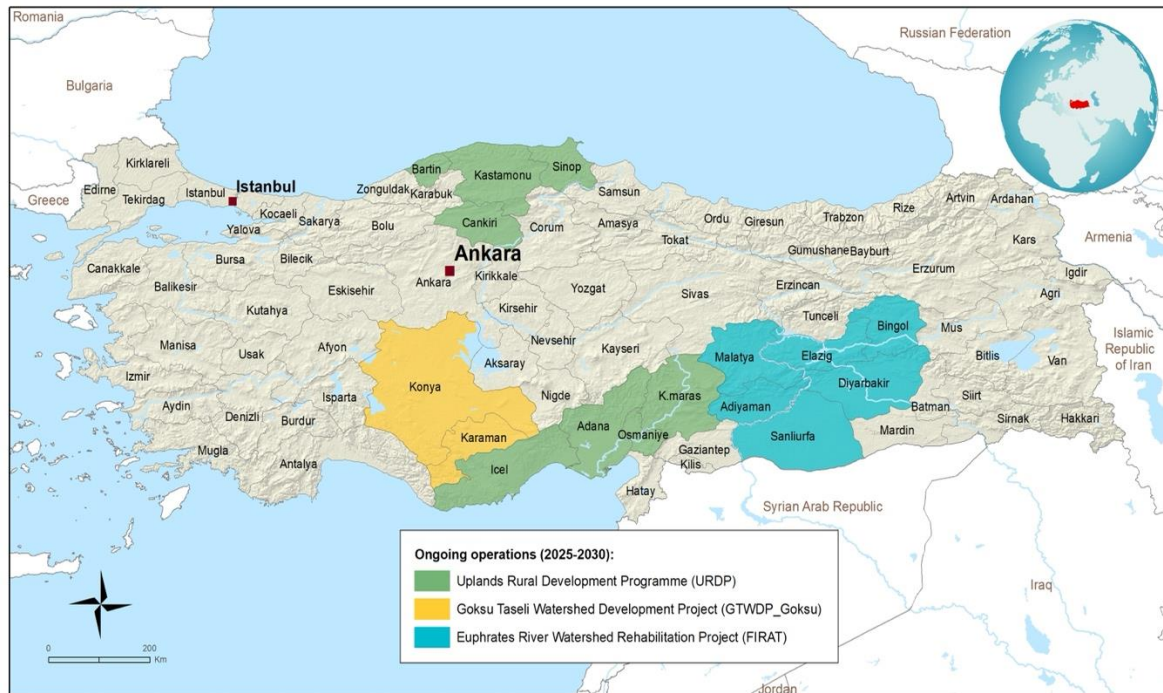 Romania
Russian Federation
Bulgaria
Kirklareli
Edirne
Istanbul
Istanbul
Tekirdag
Greece
Kocaeli
Yalova
Sakarya
Zonguldak
Bartin
Karabuk
Kastamonu
Sinop
Samsun
Cankiri
Corum
Amasya
Ordu
Giresun
Trabzon
Rize
Artvin
Ardahan
Kars
Armenia
Bolu
Tokat
Gumushane
Bayburt
Erzurum
Igdir
Canakkale
Bursa
Bilecik
Ankara
Ankara
Kirikkale
Balikesir
Eskisehir
Kirsehir
Yozgat
Sivas
Erzincan
Agri
Kutahya
Tunceli
Bingol
Mus
Islamic
Republic
of Iran
Manisa
Usak
Afyon
Nevsehir
Kayseri
Aksaray
Malatya
Elazig
Bitlis
Van
Izmir
Konya
Isparta
Nigde
K.maras
Diyarbakir
Siirt
Aydin
Denizli
Burdur
Adiyaman
Batman
Sirnak
Hakkari
Karaman
Adana
Osmaniye
Sanliurfa
Mardin
Mugla
Antalya
Icel
Gaziantep
Kilis
Hatay
Syrian Arab Republic
Iraq
Jordan
Ongoing operations (2025-2030):
Uplands Rural Development Programme (URDP)
Goksu Taseli Watershed Development Project (GTWDP_Goksu)
Euphrates River Watershed Rehabilitation Project (FIRAT)
0 200
Km